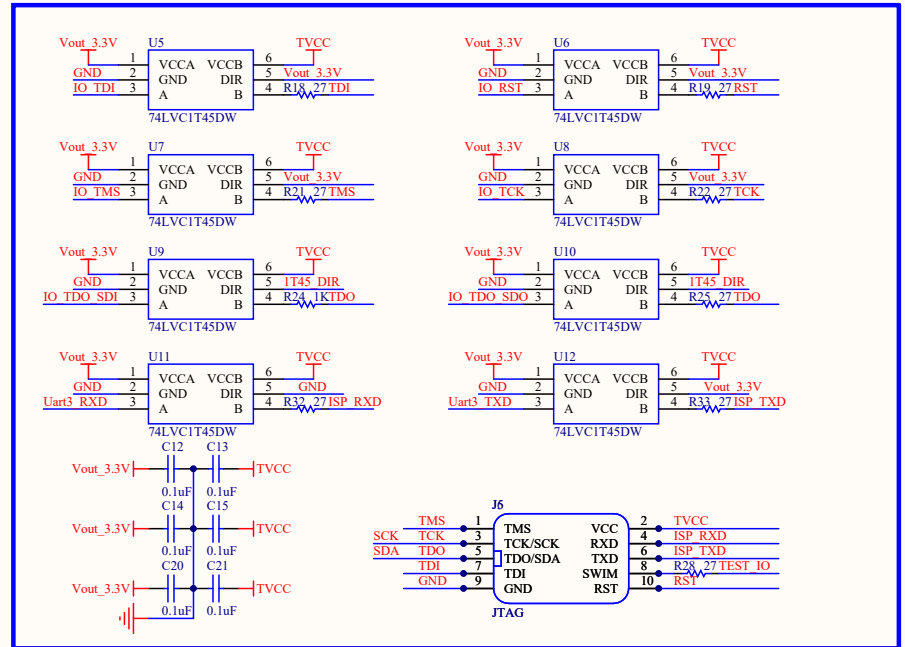 Vout_3.3V U5 TVCC
1 VCCA VCCB 6
GND 2 GND DIR 5 Vout_3.3V
IO_TDI 3 A B 4 R18 27 TDI
74LVC1T45DW
Vout_3.3V U6 TVCC
1 VCCA VCCB 6
GND 2 GND DIR 5 Vout_3.3V
IO_RST 3 A B 4 R19 27 RST
74LVC1T45DW
Vout_3.3V U7 TVCC
1 VCCA VCCB 6
GND 2 GND DIR 5 Vout_3.3V
IO_TMS 3 A B 4 R21 27 TMS
74LVC1T45DW
Vout_3.3V U8 TVCC
1 VCCA VCCB 6
GND 2 GND DIR 5 Vout_3.3V
IO_TCK 3 A B 4 R22 27 TCK
74LVC1T45DW
Vout_3.3V U9 TVCC
1 VCCA VCCB 6
GND 2 GND DIR 5 1T45_DIR
IO_TDO_SDI 3 A B 4 R24 1K TDO
74LVC1T45DW
Vout_3.3V U10 TVCC
1 VCCA VCCB 6
GND 2 GND DIR 5 1T45_DIR
IO_TDO_SDO 3 A B 4 R25 27 TDO
74LVC1T45DW
Vout_3.3V U11 TVCC
1 VCCA VCCB 6
GND 2 GND DIR 5 GND
Uart3_RXD 3 A B 4 R32 27 ISP_RXD
74LVC1T45DW
Vout_3.3V U12 TVCC
1 VCCA VCCB 6
GND 2 GND DIR 5 Vout_3.3V
Uart3_TXD 3 A B 4 R33 27 ISP_TXD
74LVC1T45DW
C12 C13
Vout_3.3V TVCC
0.1uF 0.1uF
C14 C15
Vout_3.3V TVCC
0.1uF 0.1uF
C20 C21
Vout_3.3V TVCC
0.1uF 0.1uF
J6
TMS 1 TMS VCC 2 TVCC
SCK TCK 3 TCK/SCK RXD 4 ISP_RXD
SDA TDO 5 TDO/SDA TXD 6 ISP_TXD
TDI 7 TDI SWIM 8 R28 27 TEST_IO
GND 9 GND RST 10 RST
JTAG